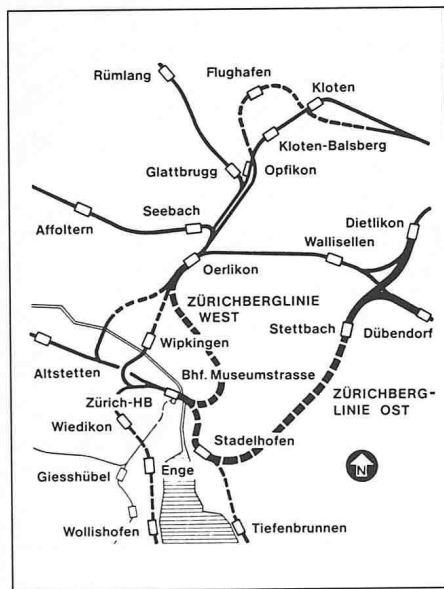 Rümlang
Flughafen
Kloten
Kloten-Balsberg
Glattbrugg
Opfikon
Seebach
Affoltern
Dietlikon
Wallisellen
Oerlikon
ZÜRICHBERGLINIE
WEST
Stettbach
Dübendorf
Wipkingen
Altstetten
Bhf. Museumstrasse
Zürich-HB
ZÜRICHBERG-
LINIE OST
Wiedikon
Stadelhofen
Enge
Giesshübel
N
Wollishofen
Tiefenbrunnen